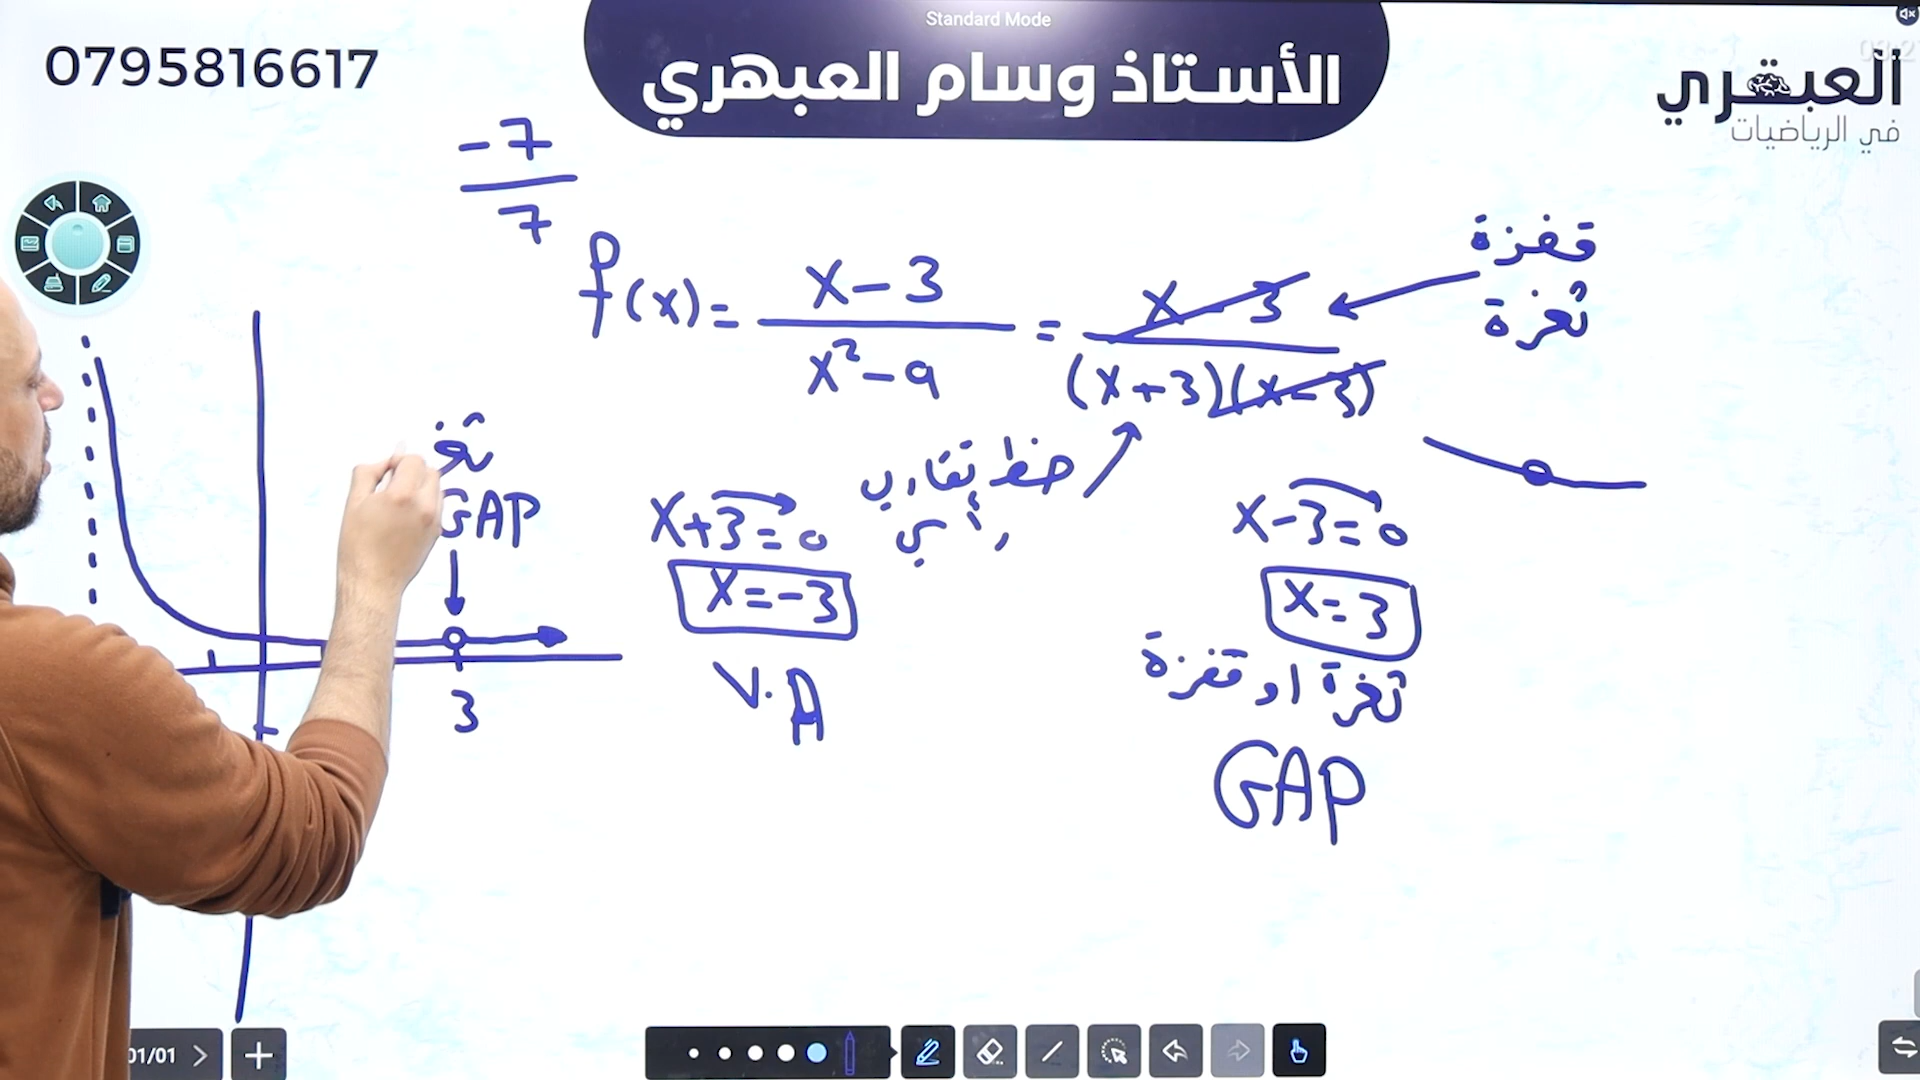 Standard Mode
0795816617
الأستاذ وسام العبهري
العبقري
في الرياضيات
-7
7
f(x) = x-3 / x²-9 = x-3 / (x+3)(x-3)
قفزة
ثغرة
خط تقارب
رأسي
x+3=0
x=-3
V.A
x-3=0
x=3
ثغرة او قفزة
GAP
GAP
3
01/01